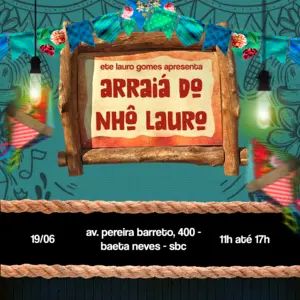 ete lauro gomes apresenta
ARRAIÁ DO
NHÔ LAURO
19/06
av. pereira barreto, 400 -
baeta neves - sbc
11h até 17h